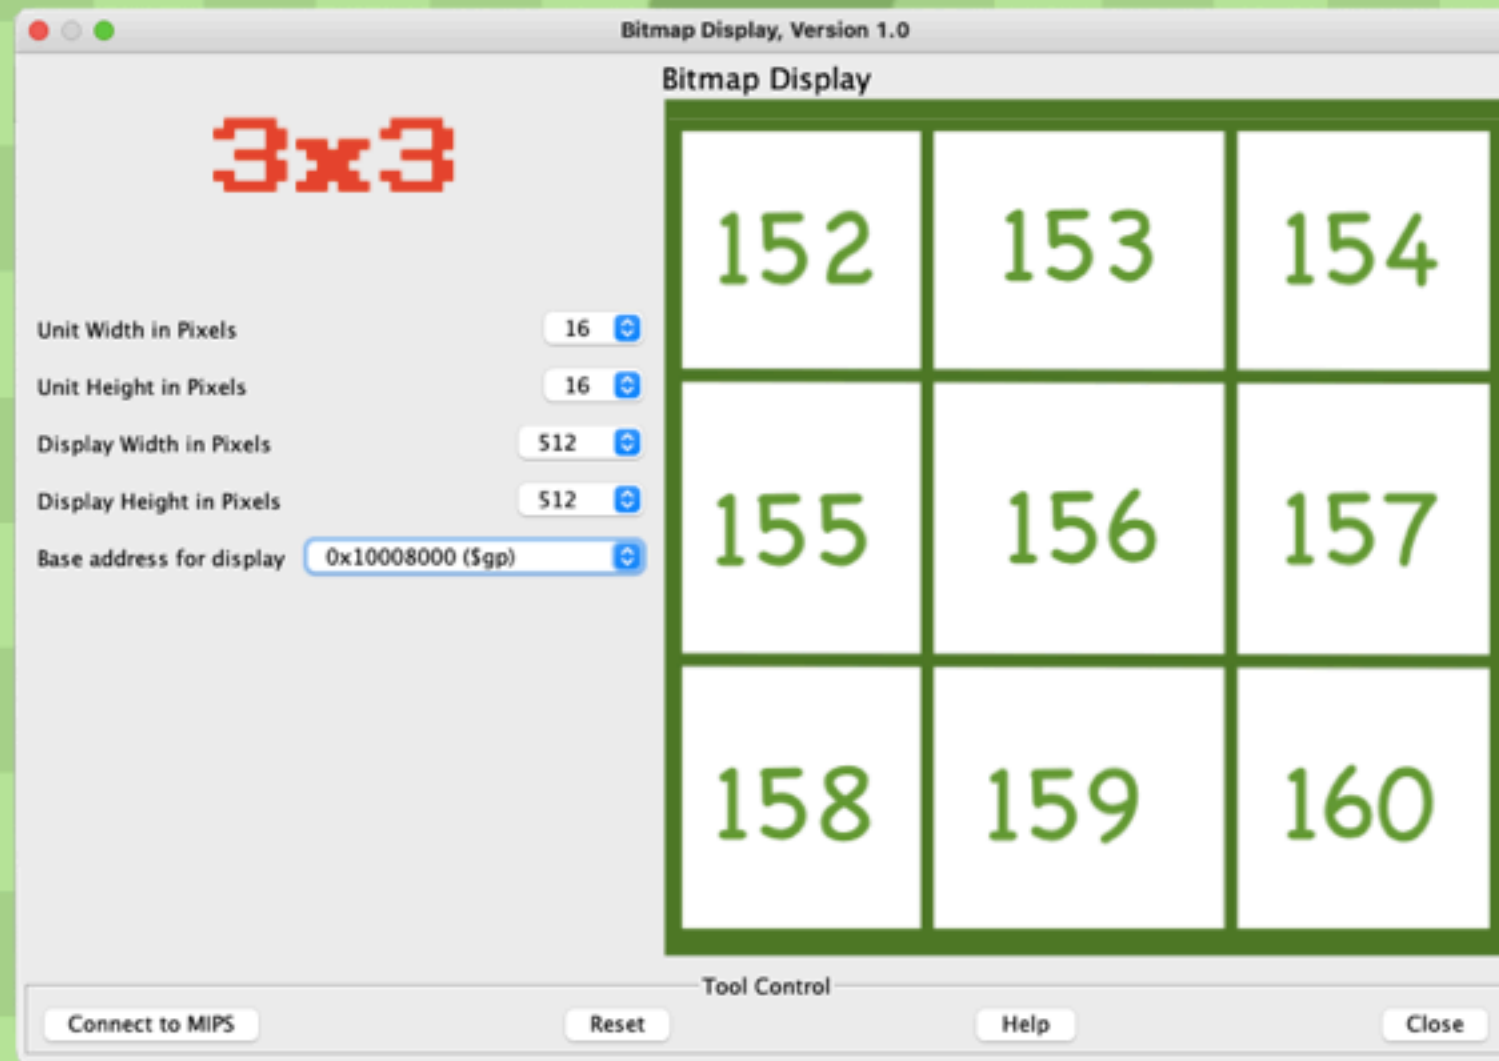 Bitmap Display, Version 1.0
Bitmap Display
3x3
Unit Width in Pixels 16
Unit Height in Pixels 16
Display Width in Pixels 512
Display Height in Pixels 512
Base address for display 0x10008000 ($gp)
152 153 154
155 156 157
158 159 160
Tool Control
Connect to MIPS Reset Help Close